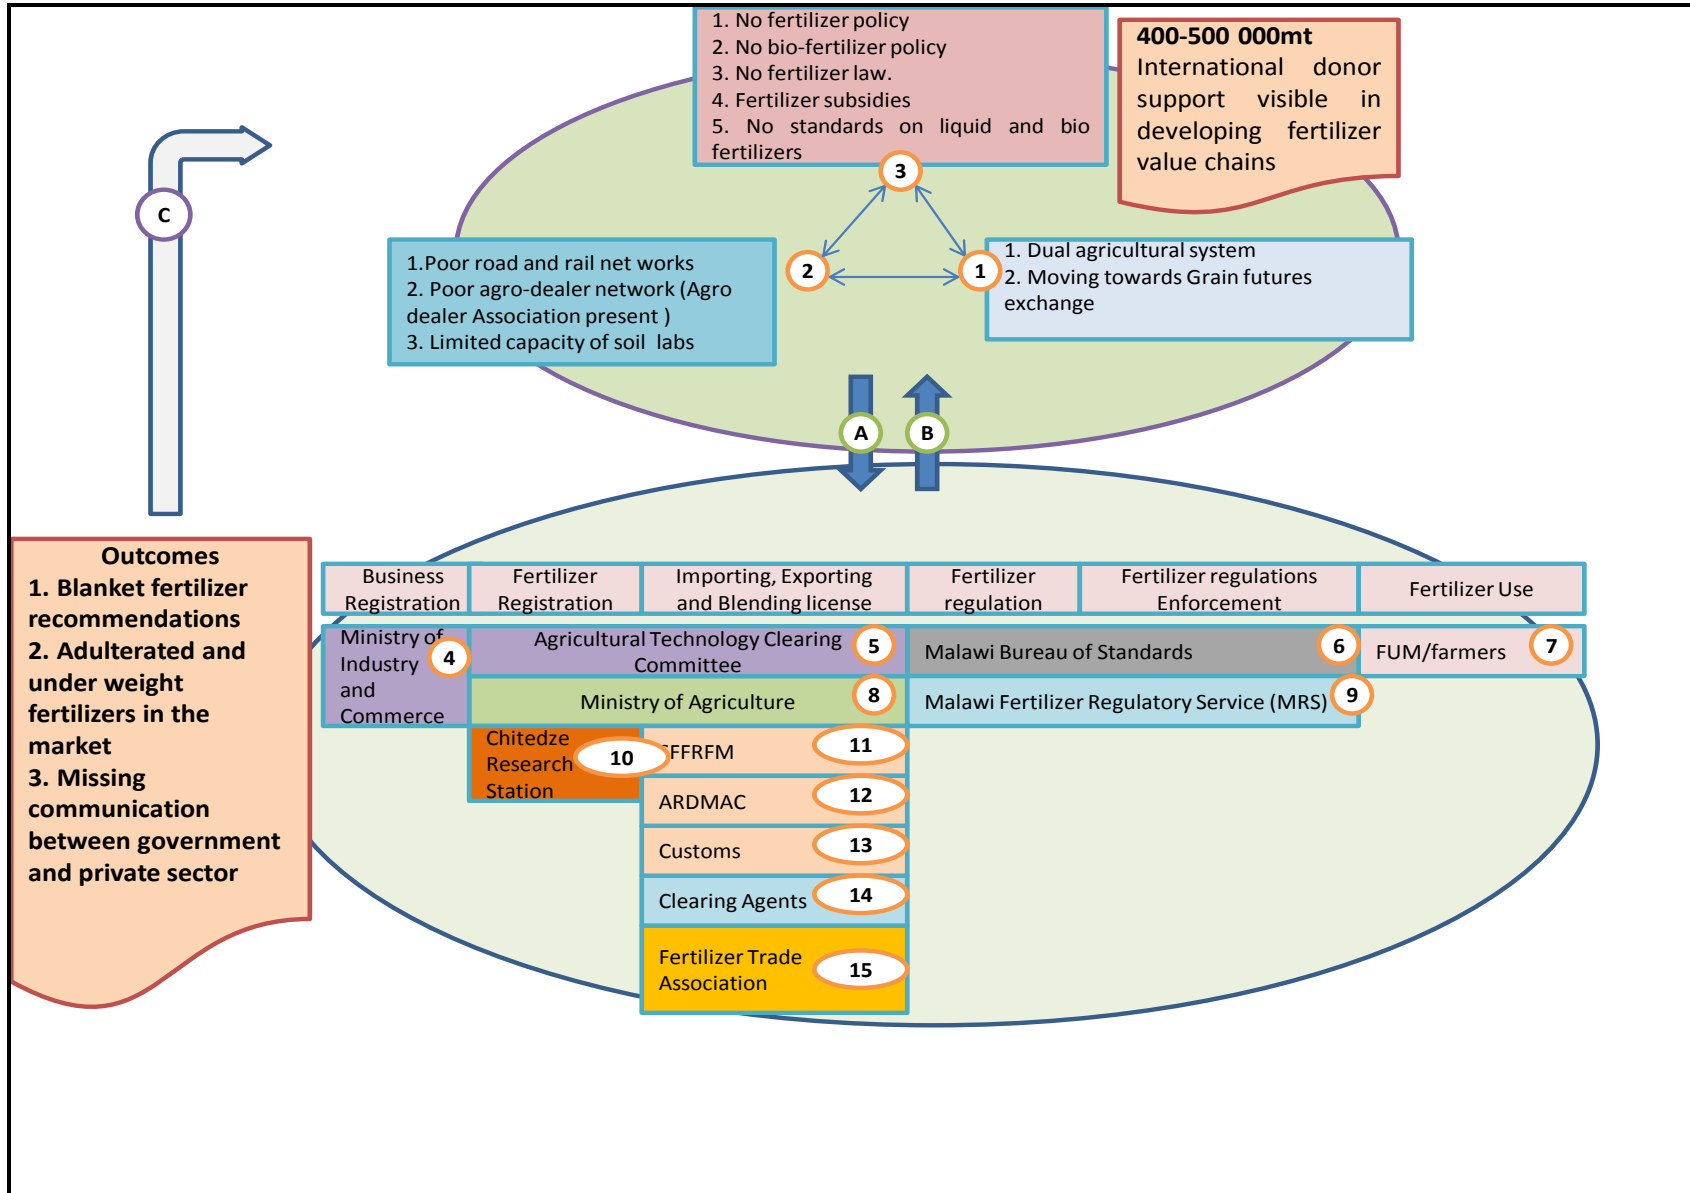 1. No fertilizer policy
2. No bio-fertilizer policy
3. No fertilizer law.
4. Fertilizer subsidies
5. No standards on liquid and bio
fertilizers
400-500 000mt
International donor
support visible in
developing fertilizer
value chains
3
C
1.Poor road and rail net works
2. Poor agro-dealer network (Agro
dealer Association present )
3. Limited capacity of soil labs
2
1
1. Dual agricultural system
2. Moving towards Grain futures
exchange
A
B
Outcomes
1. Blanket fertilizer
recommendations
2. Adulterated and
under weight
fertilizers in the
market
3. Missing
communication
between government
and private sector
Business
Registration
Fertilizer
Registration
Importing, Exporting
and Blending license
Fertilizer
regulation
Fertilizer regulations
Enforcement
Fertilizer Use
Ministry of
Industry
and
Commerce
4
Agricultural Technology Clearing
Committee
5
Malawi Bureau of Standards
6
FUM/farmers
7
Ministry of Agriculture
8
Malawi Fertilizer Regulatory Service (MRS)
9
Chitedze
Research
Station
10
11
ARDMAC
12
Customs
13
Clearing Agents
14
Fertilizer Trade
Association
15